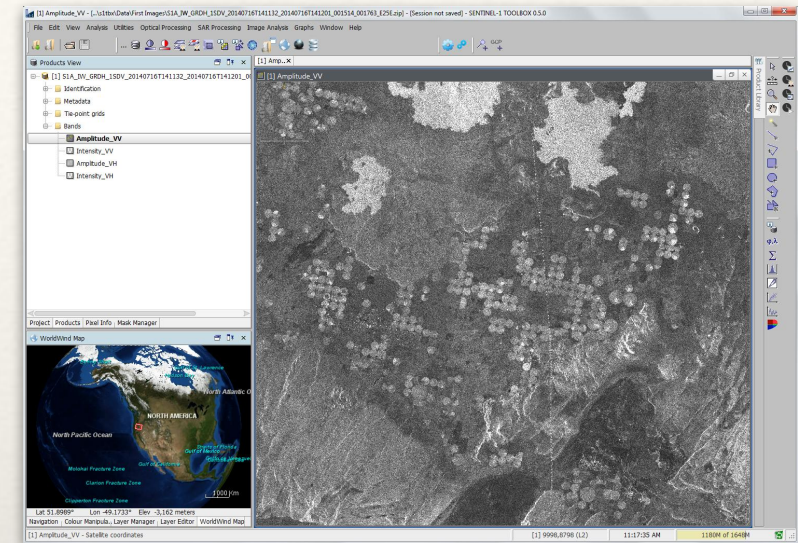 [1] Amplitude_VV - [...\s1tbx\Data\First Images\S1A_IW_GRDH_1SDV_20140716T141132_20140716T141201_001514_001763_E25E.zip] - [Session not saved] - SENTINEL-1 TOOLBOX 0.5.0
File Edit View Analysis Utilities Optical Processing SAR Processing Image Analysis Graphs Window Help
GCP
Products View
[1] Amp...
[1] S1A_IW_GRDH_1SDV_20140716T141132_20140716T141201_00
Identification
Metadata
Tie-point grids
Bands
Amplitude_VV
Intensity_VV
Amplitude_VH
Intensity_VH
[1] Amplitude_VV
Product Library
φ,λ
Σ
Project Products Pixel Info Mask Manager
WorldWind Map
North Atlantic O
NORTH AMERICA
North Pacific Ocean
Gulf of Mexico
Molokai Fracture Zone
Clarion Fracture Zone
Clipperton Fracture Zone
1000 Km
Lat 51.8989° Lon -49.1733° Elev -3,162 meters
Navigation Colour Manipula... Layer Manager Layer Editor WorldWind Map
[1] Amplitude_VV - Satellite coordinates
[1] 9998,8798 (L2)
11:17:35 AM
1180M of 1648M